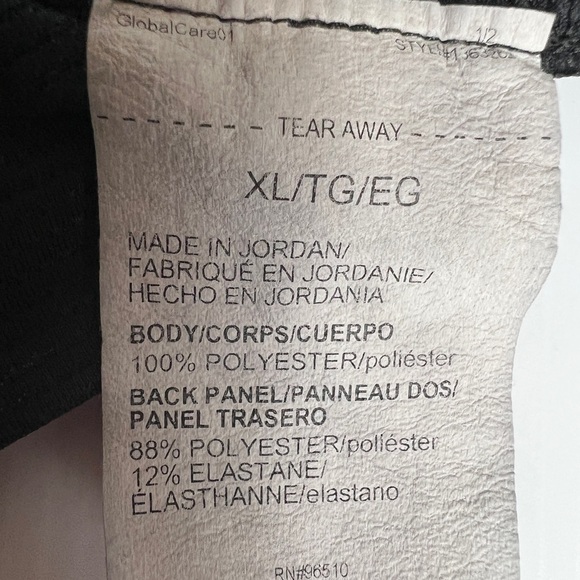 GlobalCare01
1/2
TEAR AWAY
XL/TG/EG
MADE IN JORDAN/
FABRIQUÉ EN JORDANIE/
HECHO EN JORDANIA
BODY/CORPS/CUERPO
100% POLYESTER/poliéster
BACK PANEL/PANNEAU DOS/
PANEL TRASERO
88% POLYESTER/poliéster
12% ELASTANE/
ÉLASTHANNE/elastano
RN#96510